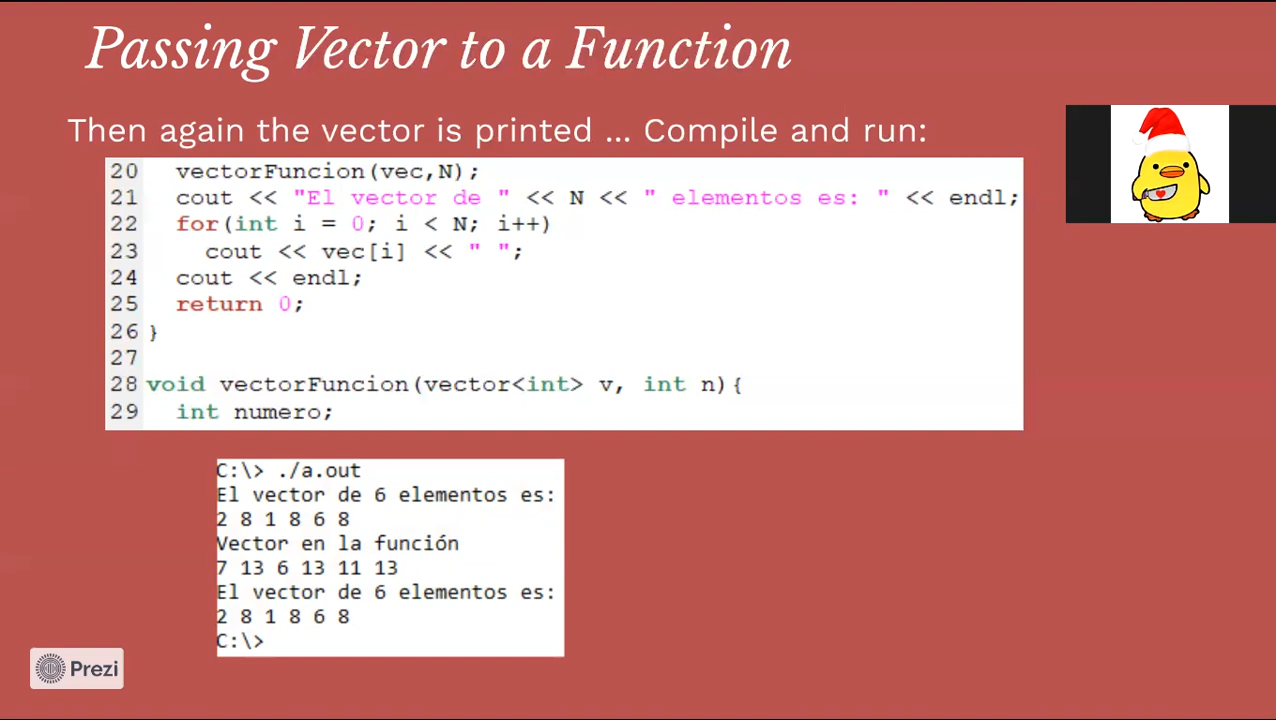 Passing Vector to a Function
Then again the vector is printed ... Compile and run:
20   vectorFuncion(vec,N);
21   cout << "El vector de " << N << " elementos es: " << endl;
22   for(int i = 0; i < N; i++)
23     cout << vec[i] << " ";
24   cout << endl;
25   return 0;
26 }
27
28 void vectorFuncion(vector<int> v, int n){
29   int numero;
C:\> ./a.out
El vector de 6 elementos es:
2 8 1 8 6 8
Vector en la función
7 13 6 13 11 13
El vector de 6 elementos es:
2 8 1 8 6 8
C:\>
Prezi